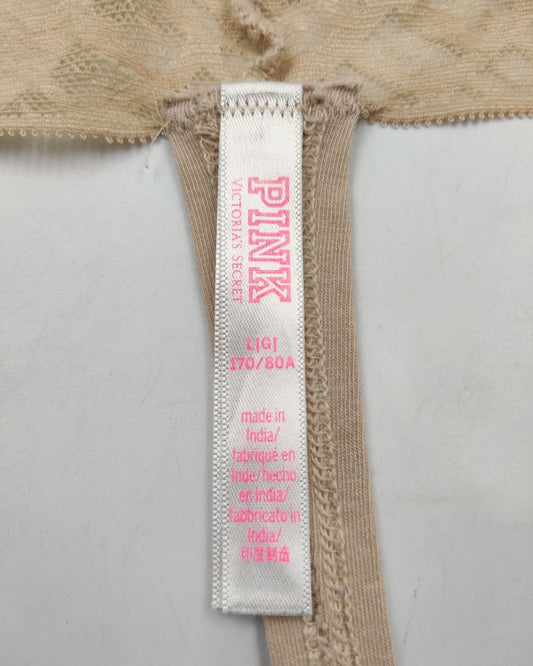 PINK
VICTORIA'S SECRET
L|G|
170/80A
made in
India/
fabriqué en
Inde/hecho
en India/
fabbricato in
India/
印度制造